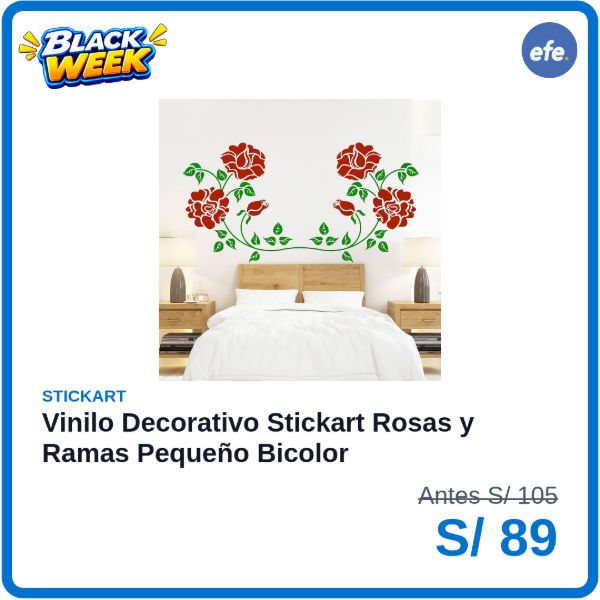 BLACK
WEEK
efe.
STICKART
Vinilo Decorativo Stickart Rosas y
Ramas Pequeño Bicolor
Antes S/ 105
S/ 89